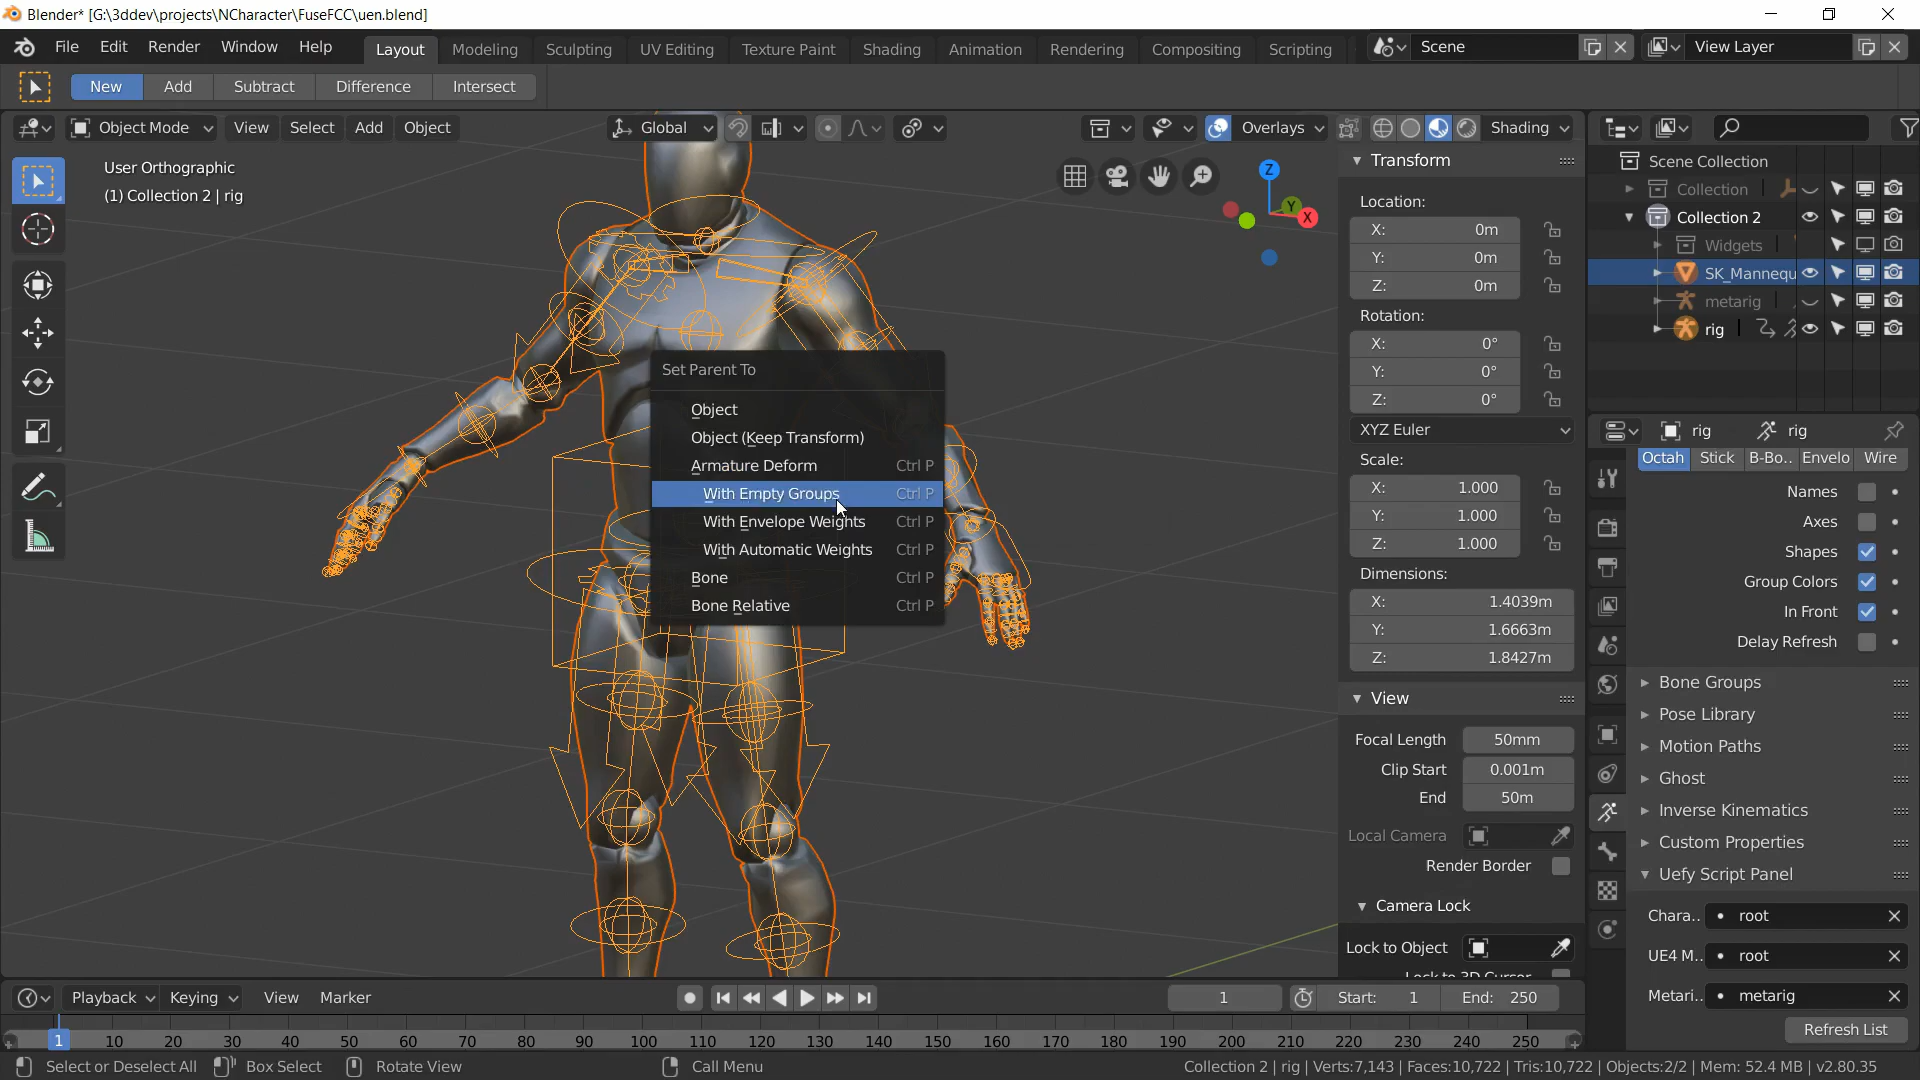 Blender* [G:\3ddev\projects\NCharacter\FuseFCC\uen.blend]
File Edit Render Window Help Layout Modeling Sculpting UV Editing Texture Paint Shading Animation Rendering Compositing Scripting Scene View Layer
New Add Subtract Difference Intersect
Object Mode View Select Add Object Global Overlays Shading
User Orthographic
(1) Collection 2 | rig
Z
Y
X
Set Parent To
Object
Object (Keep Transform)
Armature Deform Ctrl P
With Empty Groups Ctrl P
With Envelope Weights Ctrl P
With Automatic Weights Ctrl P
Bone Ctrl P
Bone Relative Ctrl P
Transform
Location:
X: 0m
Y: 0m
Z: 0m
Rotation:
X: 0°
Y: 0°
Z: 0°
XYZ Euler
Scale:
X: 1.000
Y: 1.000
Z: 1.000
Dimensions:
X: 1.4039m
Y: 1.6663m
Z: 1.8427m
View
Focal Length 50mm
Clip Start 0.001m
End 50m
Local Camera
Render Border
Camera Lock
Lock to Object
Lock to 3D Cursor
Scene Collection
Collection
Collection 2
Widgets
SK_Mannequ
metarig
rig
rig rig
Octah Stick B-Bo.. Envelo Wire
Names
Axes
Shapes
Group Colors
In Front
Delay Refresh
Bone Groups
Pose Library
Motion Paths
Ghost
Inverse Kinematics
Custom Properties
Uefy Script Panel
Chara.. root
UE4 M.. root
Metari.. metarig
Refresh List
Playback Keying View Marker 1 Start: 1 End: 250
1 10 20 30 40 50 60 70 80 90 100 110 120 130 140 150 160 170 180 190 200 210 220 230 240 250
Select or Deselect All Box Select Rotate View Call Menu Collection 2 | rig | Verts:7,143 | Faces:10,722 | Tris:10,722 | Objects:2/2 | Mem: 52.4 MB | v2.80.35